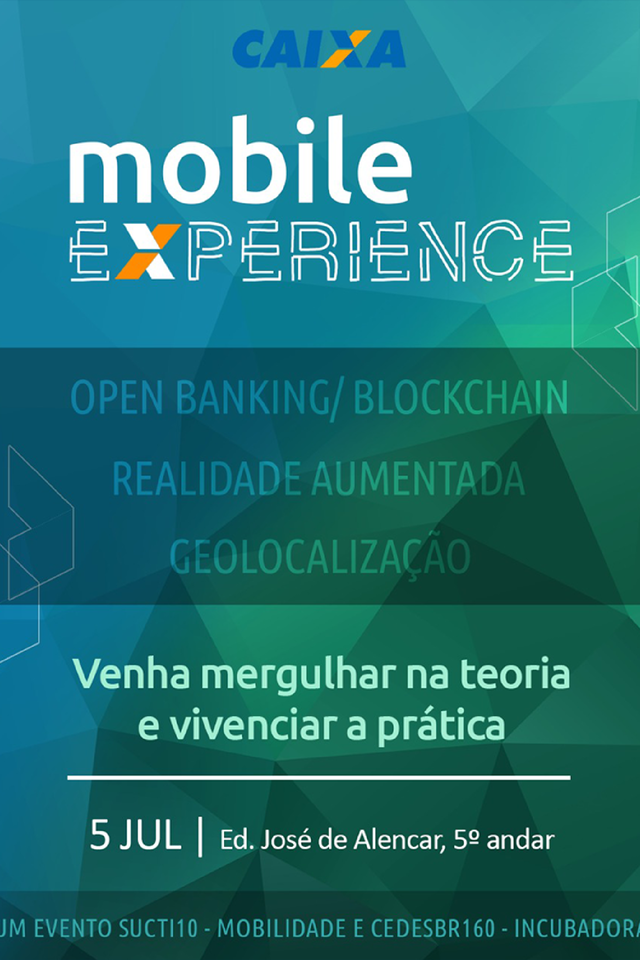 CAIXA
mobile
EXPERIENCE
OPEN BANKING/ BLOCKCHAIN
REALIDADE AUMENTADA
GEOLOCALIZAÇÃO
Venha mergulhar na teoria
e vivenciar a prática
5 JUL | Ed. José de Alencar, 5º andar
UM EVENTO SUCTI10 - MOBILIDADE E CEDESBR160 - INCUBADORA